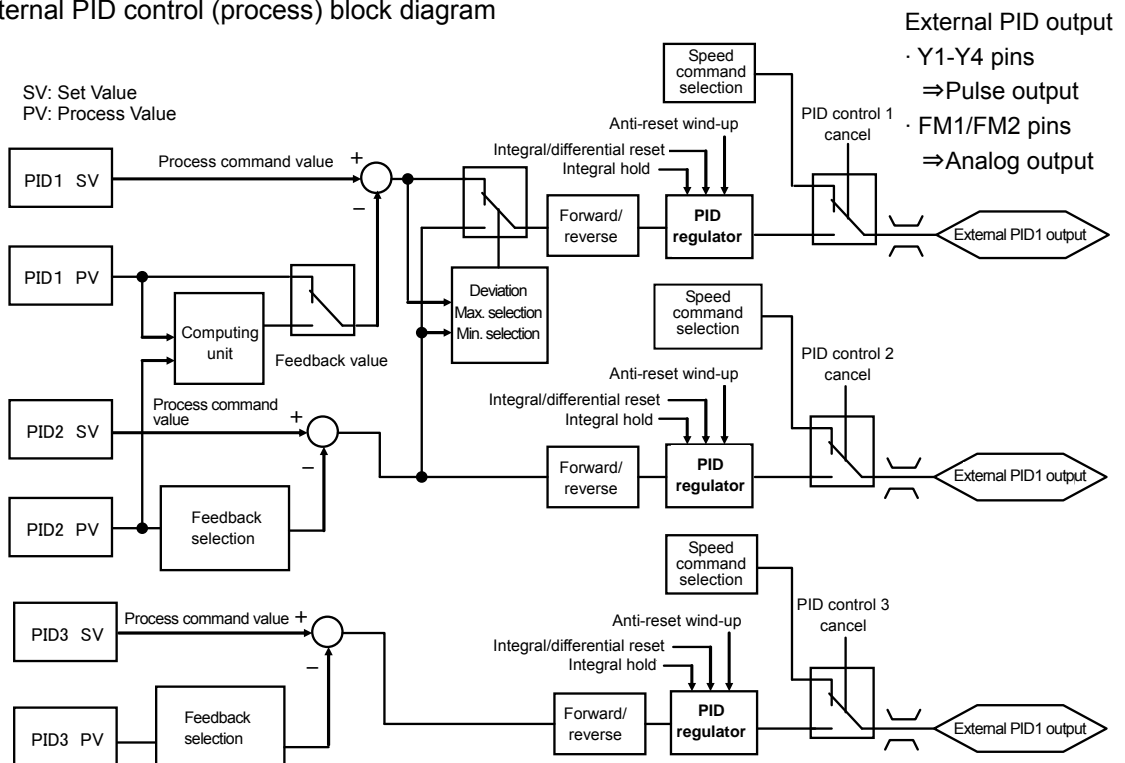 ternal PID control (process) block diagram
External PID output
· Y1-Y4 pins
⇒Pulse output
· FM1/FM2 pins
⇒Analog output
SV: Set Value
PV: Process Value
Speed
command
selection
PID control 1
cancel
Anti-reset wind-up
Integral/differential reset
Integral hold
Process command value
+
−
PID1 SV
Forward/
reverse
PID
regulator
External PID1 output
PID1 PV
Computing
unit
Feedback value
Deviation
Max. selection
Min. selection
Speed
command
selection
PID control 2
cancel
Anti-reset wind-up
Integral/differential reset
Integral hold
Process command
value
+
−
PID2 SV
Forward/
reverse
PID
regulator
External PID1 output
PID2 PV
Feedback
selection
Speed
command
selection
PID control 3
cancel
Anti-reset wind-up
Integral/differential reset
Integral hold
Process command value
+
−
PID3 SV
Forward/
reverse
PID
regulator
External PID1 output
PID3 PV
Feedback
selection